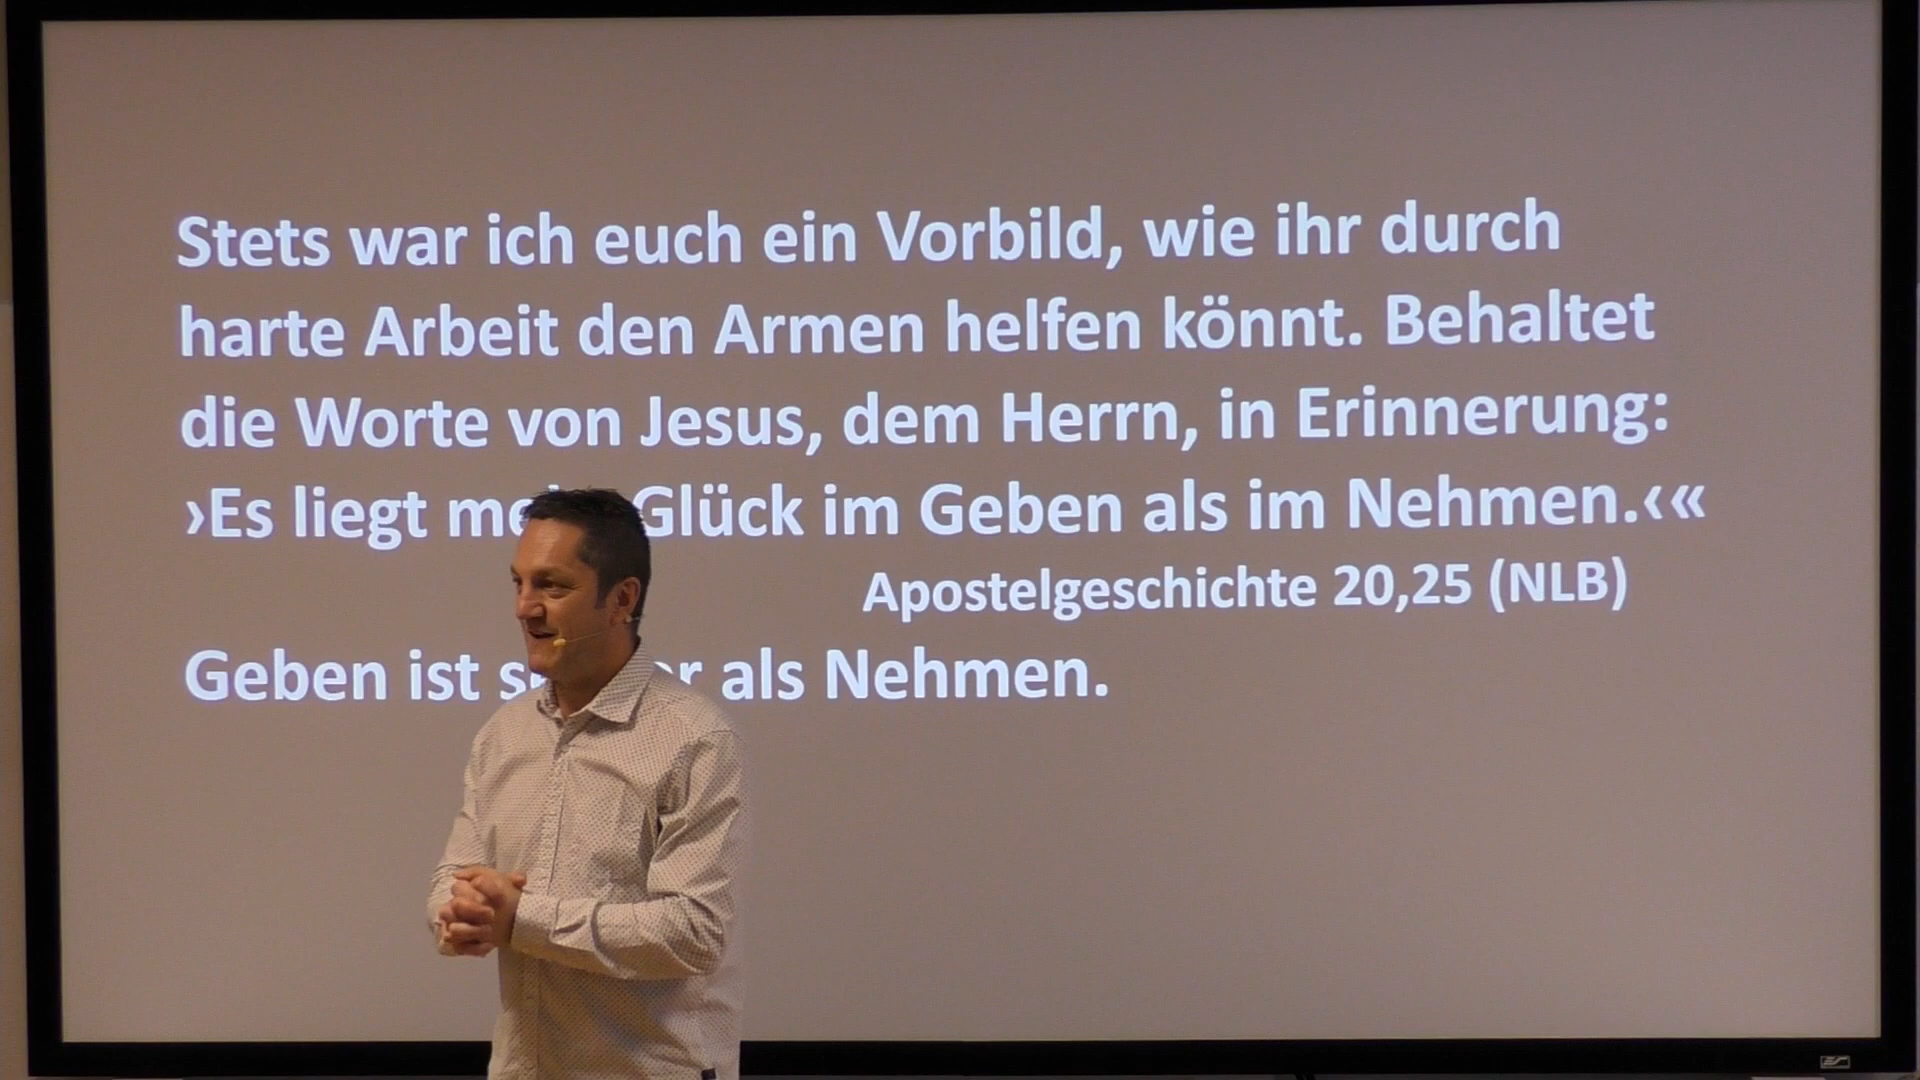 Stets war ich euch ein Vorbild, wie ihr durch
harte Arbeit den Armen helfen könnt. Behaltet
die Worte von Jesus, dem Herrn, in Erinnerung:
›Es liegt Glück im Geben als im Nehmen.‹«
Apostelgeschichte 20,25 (NLB)
Geben ist als Nehmen.